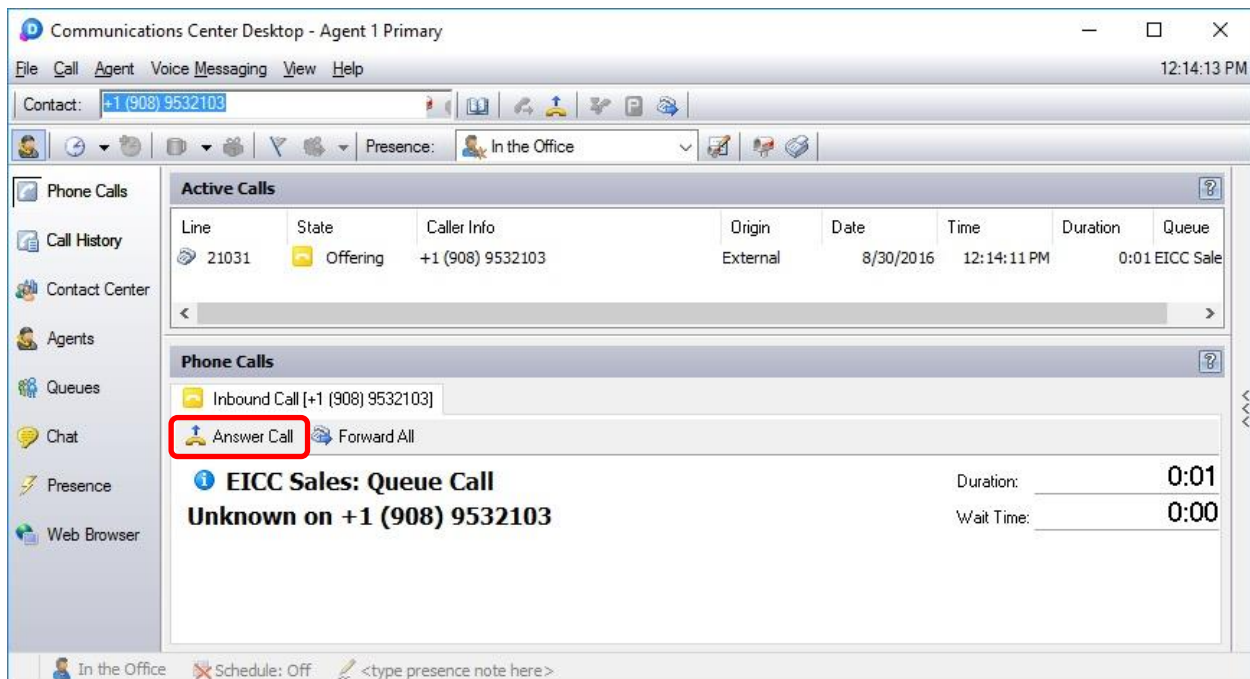 Communications Center Desktop - Agent 1 Primary
File Call Agent Voice Messaging View Help 12:14:13 PM
Contact: +1 (908) 9532103
Presence: In the Office
Phone Calls
Call History
Contact Center
Agents
Queues
Chat
Presence
Web Browser
Active Calls
Line State Caller Info Origin Date Time Duration Queue
21031 Offering +1 (908) 9532103 External 8/30/2016 12:14:11 PM 0:01 EICC Sale
Phone Calls
Inbound Call [+1 (908) 9532103]
Answer Call Forward All
EICC Sales: Queue Call
Unknown on +1 (908) 9532103
Duration: 0:01
Wait Time: 0:00
In the Office Schedule: Off <type presence note here>